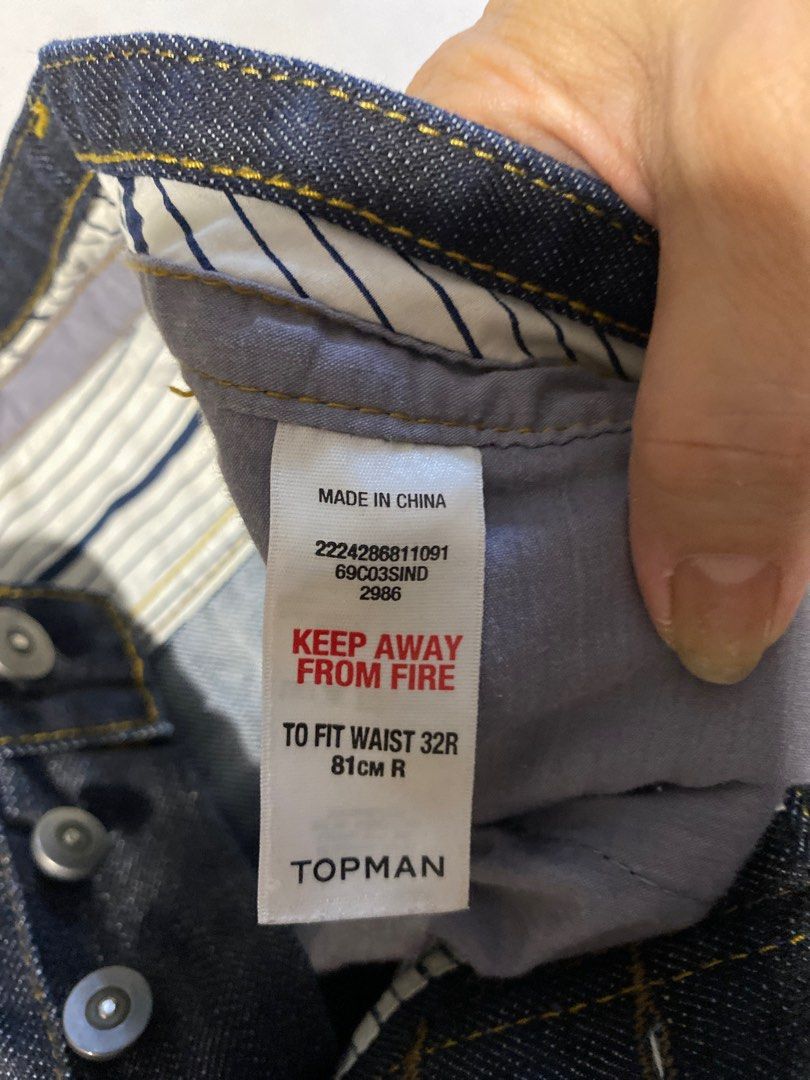 MADE IN CHINA
2224286811091
69C03SIND
2986
KEEP AWAY
FROM FIRE
TO FIT WAIST 32R
81CM R
TOPMAN